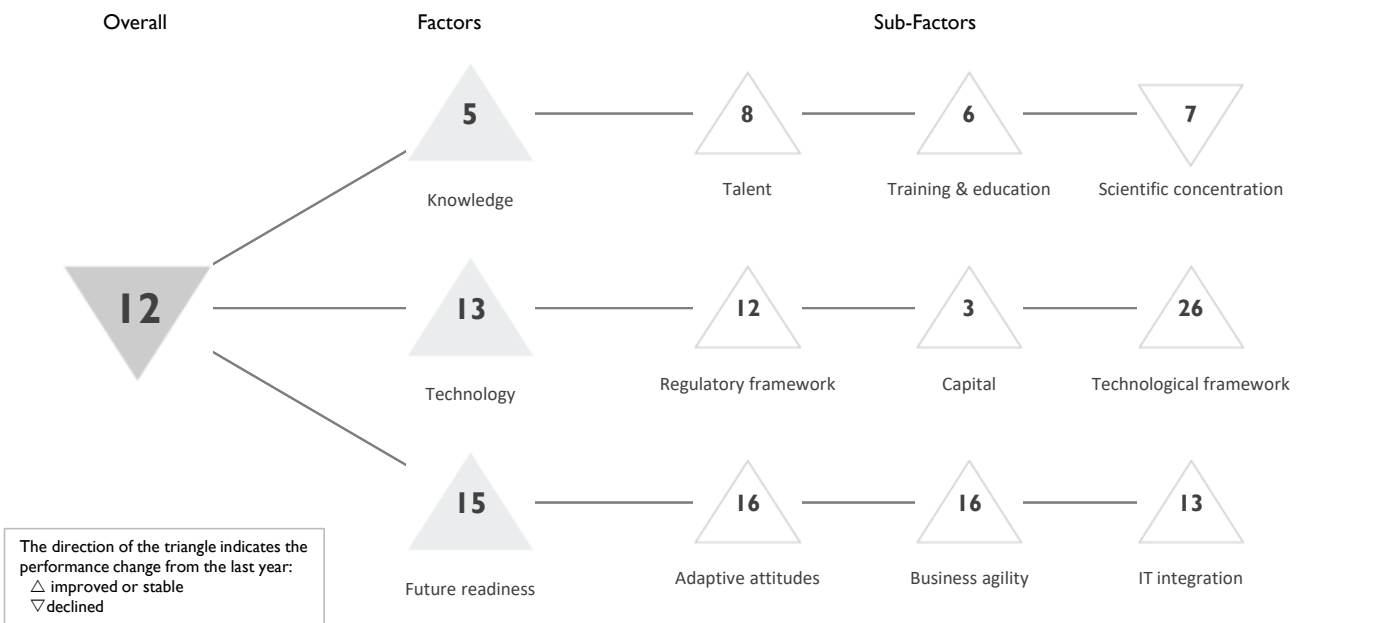 Overall
Factors
Sub-Factors
5
8
6
7
Knowledge
Talent
Training & education
Scientific concentration
12
13
12
3
26
Technology
Regulatory framework
Capital
Technological framework
15
16
16
13
Future readiness
Adaptive attitudes
Business agility
IT integration
The direction of the triangle indicates the
performance change from the last year:
△ improved or stable
▽ declined